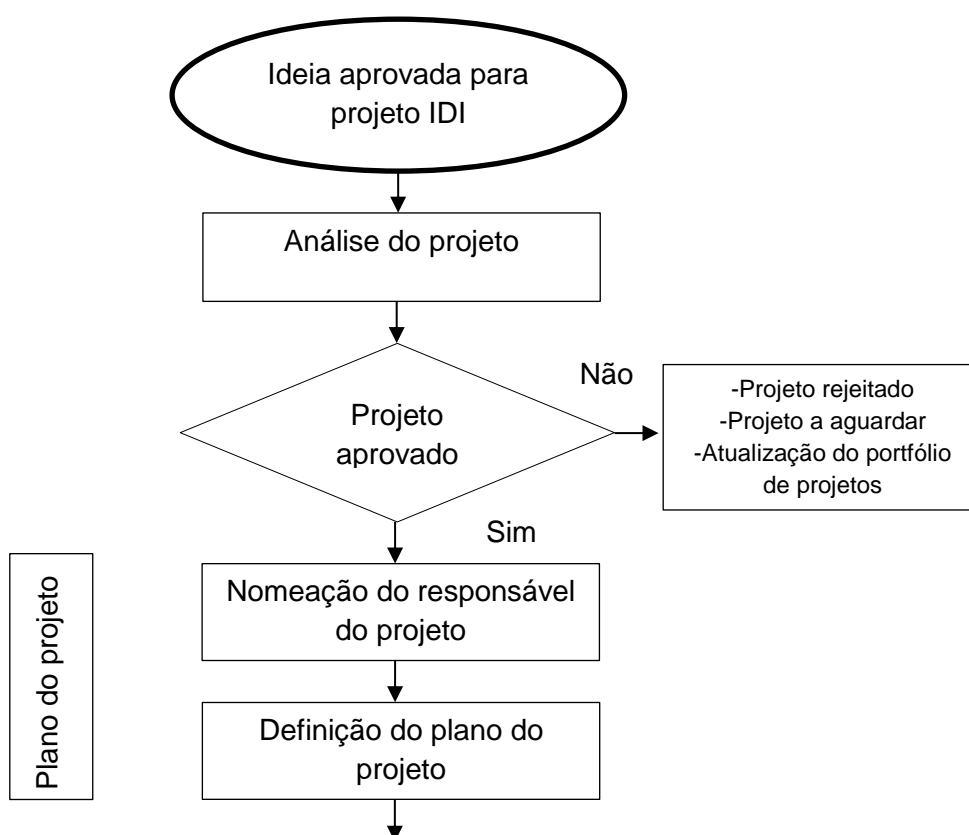 Ideia aprovada para
projeto IDI
Análise do projeto
Não
-Projeto rejeitado
-Projeto a aguardar
-Atualização do portfólio
de projetos
Projeto
aprovado
Sim
Plano do projeto
Nomeação do responsável
do projeto
Definição do plano do
projeto